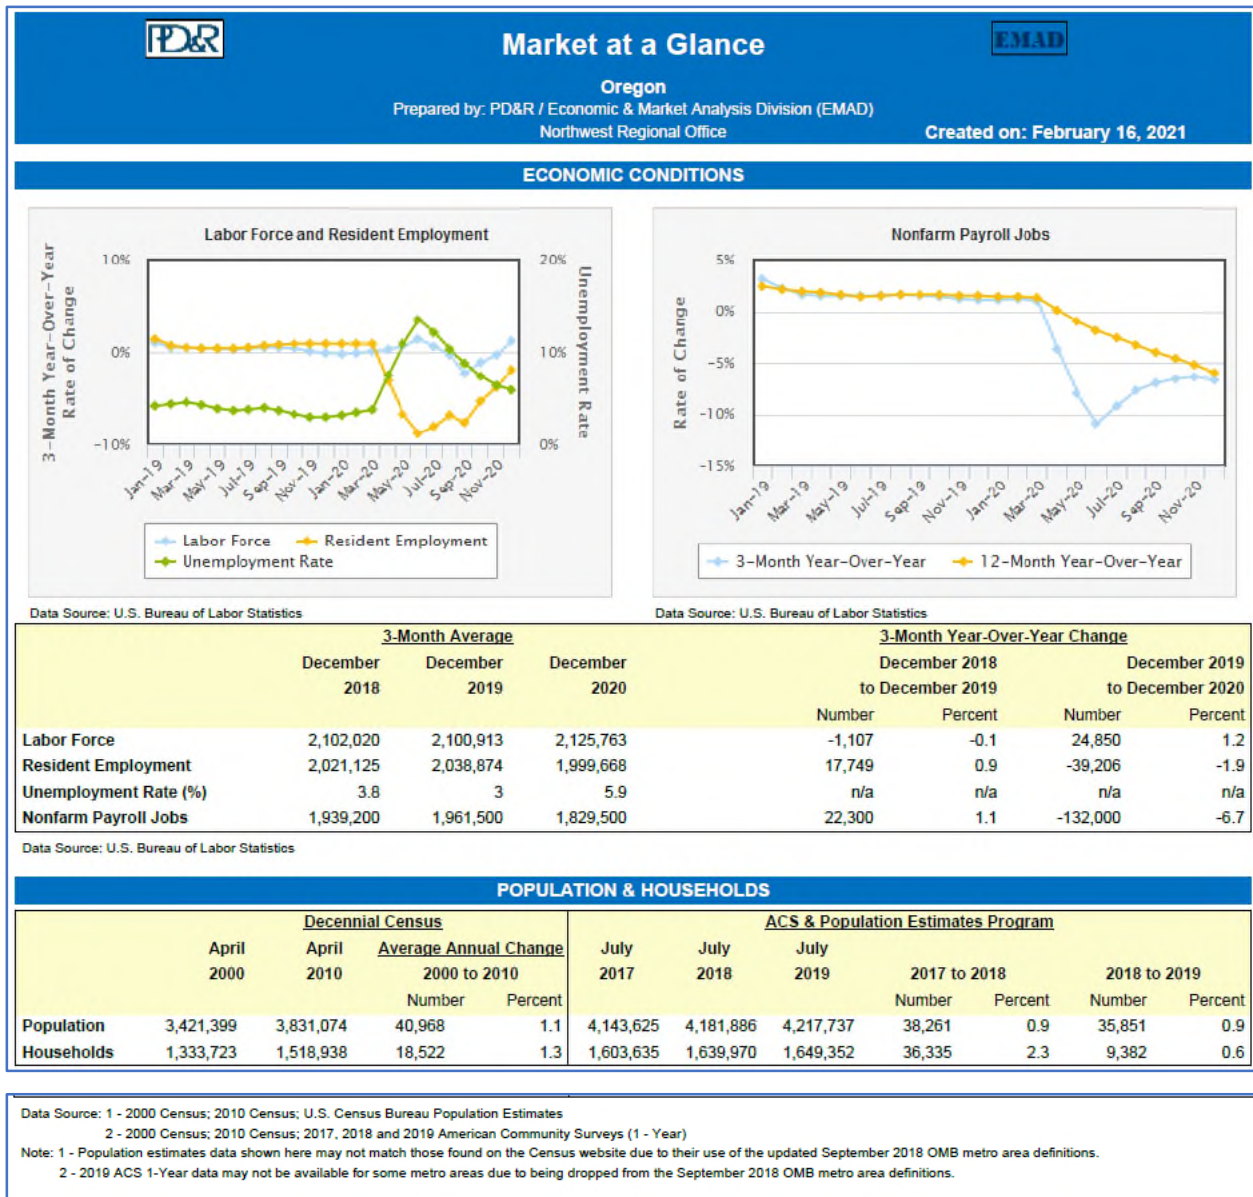 PD&R
Market at a Glance
EMAD
Oregon
Prepared by: PD&R / Economic & Market Analysis Division (EMAD)
Northwest Regional Office
Created on: February 16, 2021
ECONOMIC CONDITIONS
Labor Force and Resident Employment
3-Month Year-Over-Year
Rate of Change
10%
0%
-10%
20%
10%
0%
Unemployment Rate
Jan-19 Mar-19 May-19 Jul-19 Sep-19 Nov-19 Jan-20 Mar-20 May-20 Jul-20 Sep-20 Nov-20
Labor Force Resident Employment
Unemployment Rate
Data Source: U.S. Bureau of Labor Statistics
Nonfarm Payroll Jobs
Rate of Change
5%
0%
-5%
-10%
-15%
Jan-19 Mar-19 May-19 Jul-19 Sep-19 Nov-19 Jan-20 Mar-20 May-20 Jul-20 Sep-20 Nov-20
3-Month Year-Over-Year 12-Month Year-Over-Year
Data Source: U.S. Bureau of Labor Statistics
3-Month Average 3-Month Year-Over-Year Change
December December December December 2018 December 2019
2018 2019 2020 to December 2019 to December 2020
Number Percent Number Percent
Labor Force 2,102,020 2,100,913 2,125,763 -1,107 -0.1 24,850 1.2
Resident Employment 2,021,125 2,038,874 1,999,668 17,749 0.9 -39,206 -1.9
Unemployment Rate (%) 3.8 3 5.9 n/a n/a n/a n/a
Nonfarm Payroll Jobs 1,939,200 1,961,500 1,829,500 22,300 1.1 -132,000 -6.7
Data Source: U.S. Bureau of Labor Statistics
POPULATION & HOUSEHOLDS
Decennial Census ACS & Population Estimates Program
April April Average Annual Change July July July
2000 2010 2000 to 2010 2017 2018 2019 2017 to 2018 2018 to 2019
Number Percent Number Percent Number Percent
Population 3,421,399 3,831,074 40,968 1.1 4,143,625 4,181,886 4,217,737 38,261 0.9 35,851 0.9
Households 1,333,723 1,518,938 18,522 1.3 1,603,635 1,639,970 1,649,352 36,335 2.3 9,382 0.6
Data Source: 1 - 2000 Census; 2010 Census; U.S. Census Bureau Population Estimates
2 - 2000 Census; 2010 Census; 2017, 2018 and 2019 American Community Surveys (1 - Year)
Note: 1 - Population estimates data shown here may not match those found on the Census website due to their use of the updated September 2018 OMB metro area definitions.
2 - 2019 ACS 1-Year data may not be available for some metro areas due to being dropped from the September 2018 OMB metro area definitions.